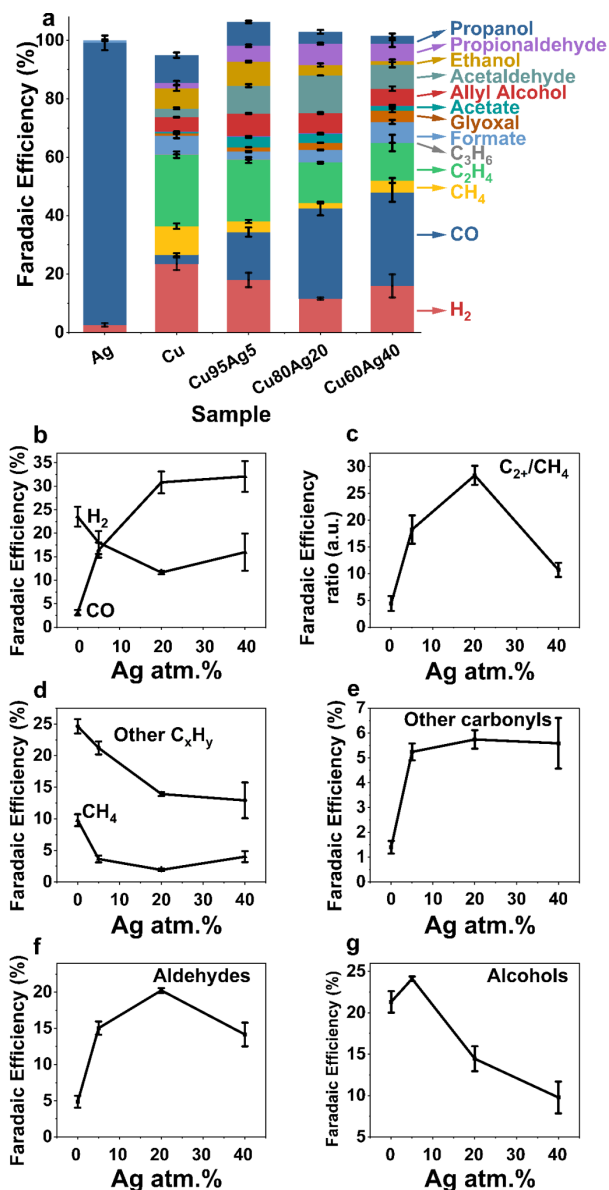 a
Faradaic Efficiency (%)
100
80
60
40
20
0
Propanol
Propionaldehyde
Ethanol
Acetaldehyde
Allyl Alcohol
Acetate
Glyoxal
Formate
C₃H₆
C₂H₄
CH₄
CO
H₂
Ag
Cu
Cu95Ag5
Cu80Ag20
Cu60Ag40
Sample
b
Faradaic Efficiency (%)
35
30
25
20
15
10
5
0
H₂
CO
0 10 20 30 40
Ag atm.%
c
Faradaic Efficiency
ratio (a.u.)
30
25
20
15
10
5
0
C₂₊/CH₄
0 10 20 30 40
Ag atm.%
d
Faradaic Efficiency (%)
25
20
15
10
5
0
Other CₓHᵧ
CH₄
0 10 20 30 40
Ag atm.%
e
Faradaic Efficiency (%)
7
6
5
4
3
2
1
0
Other carbonyls
0 10 20 30 40
Ag atm.%
f
Faradaic Efficiency (%)
20
15
10
5
0
Aldehydes
0 10 20 30 40
Ag atm.%
g
Faradaic Efficiency (%)
25
20
15
10
5
Alcohols
0 10 20 30 40
Ag atm.%